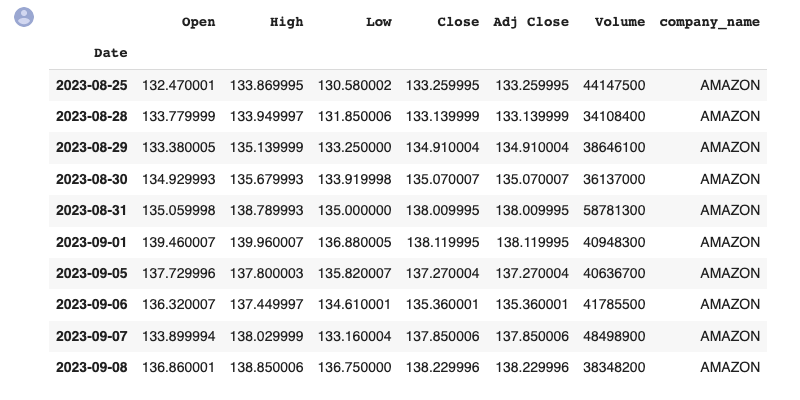 Open High Low Close Adj Close Volume company_name
Date
2023-08-25 132.470001 133.869995 130.580002 133.259995 133.259995 44147500 AMAZON
2023-08-28 133.779999 133.949997 131.850006 133.139999 133.139999 34108400 AMAZON
2023-08-29 133.380005 135.139999 133.250000 134.910004 134.910004 38646100 AMAZON
2023-08-30 134.929993 135.679993 133.919998 135.070007 135.070007 36137000 AMAZON
2023-08-31 135.059998 138.789993 135.000000 138.009995 138.009995 58781300 AMAZON
2023-09-01 139.460007 139.960007 136.880005 138.119995 138.119995 40948300 AMAZON
2023-09-05 137.729996 137.800003 135.820007 137.270004 137.270004 40636700 AMAZON
2023-09-06 136.320007 137.449997 134.610001 135.360001 135.360001 41785500 AMAZON
2023-09-07 133.899994 138.029999 133.160004 137.850006 137.850006 48498900 AMAZON
2023-09-08 136.860001 138.850006 136.750000 138.229996 138.229996 38348200 AMAZON